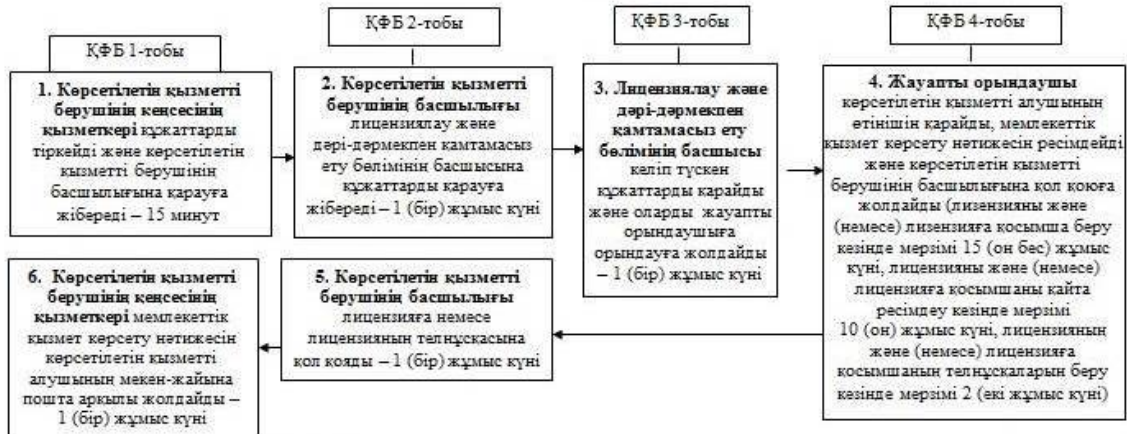 ҚФБ 1-тобы
ҚФБ 2-тобы
ҚФБ 3-тобы
ҚФБ 4-тобы
1. Көрсетілетін қызметті
берушінің кеңсесінің
қызметкері құжаттарды
тіркейді және көрсетілетін
қызметті берушінің
басшылығына қарауға
жібереді – 15 минут
2. Көрсетілетін қызметті
берушінің басшылығы
лицензиялау және
дәрі-дәрмекпен қамтамасыз
ету бөлімінің басшысына
құжаттарды қарауға
жібереді – 1 (бір) жұмыс күні
3. Лицензиялау және
дәрі-дәрмекпен
қамтамасыз ету
бөлімінің басшысы
келіп түскен
құжаттарды қарайды
және оларды жауапты
орындаушыға
орындауға жолдайды
– 1 (бір) жұмыс күні
4. Жауапты орындаушы
көрсетілетін қызметті алушының
өтінішін қарайды, мемлекеттік
қызмет көрсету нәтижесін ресімдейді
және көрсетілетін қызметті
берушінің басшылығына қол қоюға
жолдайды (лизензияны және
(немесе) лизензияға қосымша беру
кезінде мерзімі 15 (он бес) жұмыс
күні, лицензияны және (немесе)
лицензияға қосымшаны қайта
ресімдеу кезінде мерзімі
10 (он) жұмыс күні, лицензияның
және (немесе) лицензияға
қосымшаның телнұсқаларын беру
кезінде мерзімі 2 (екі жұмыс күні)
5. Көрсетілетін қызметті
берушінің басшылығы
лицензияға немесе
лицензияның телнұсқасына
қол қояды – 1 (бір) жұмыс күні
6. Көрсетілетін қызметті
берушінің кеңсесінің
қызметкері мемлекеттік
қызмет көрсету нәтижесін
көрсетілетін қызметті
алушының мекен-жайына
пошта арқылы жолдайды –
1 (бір) жұмыс күні